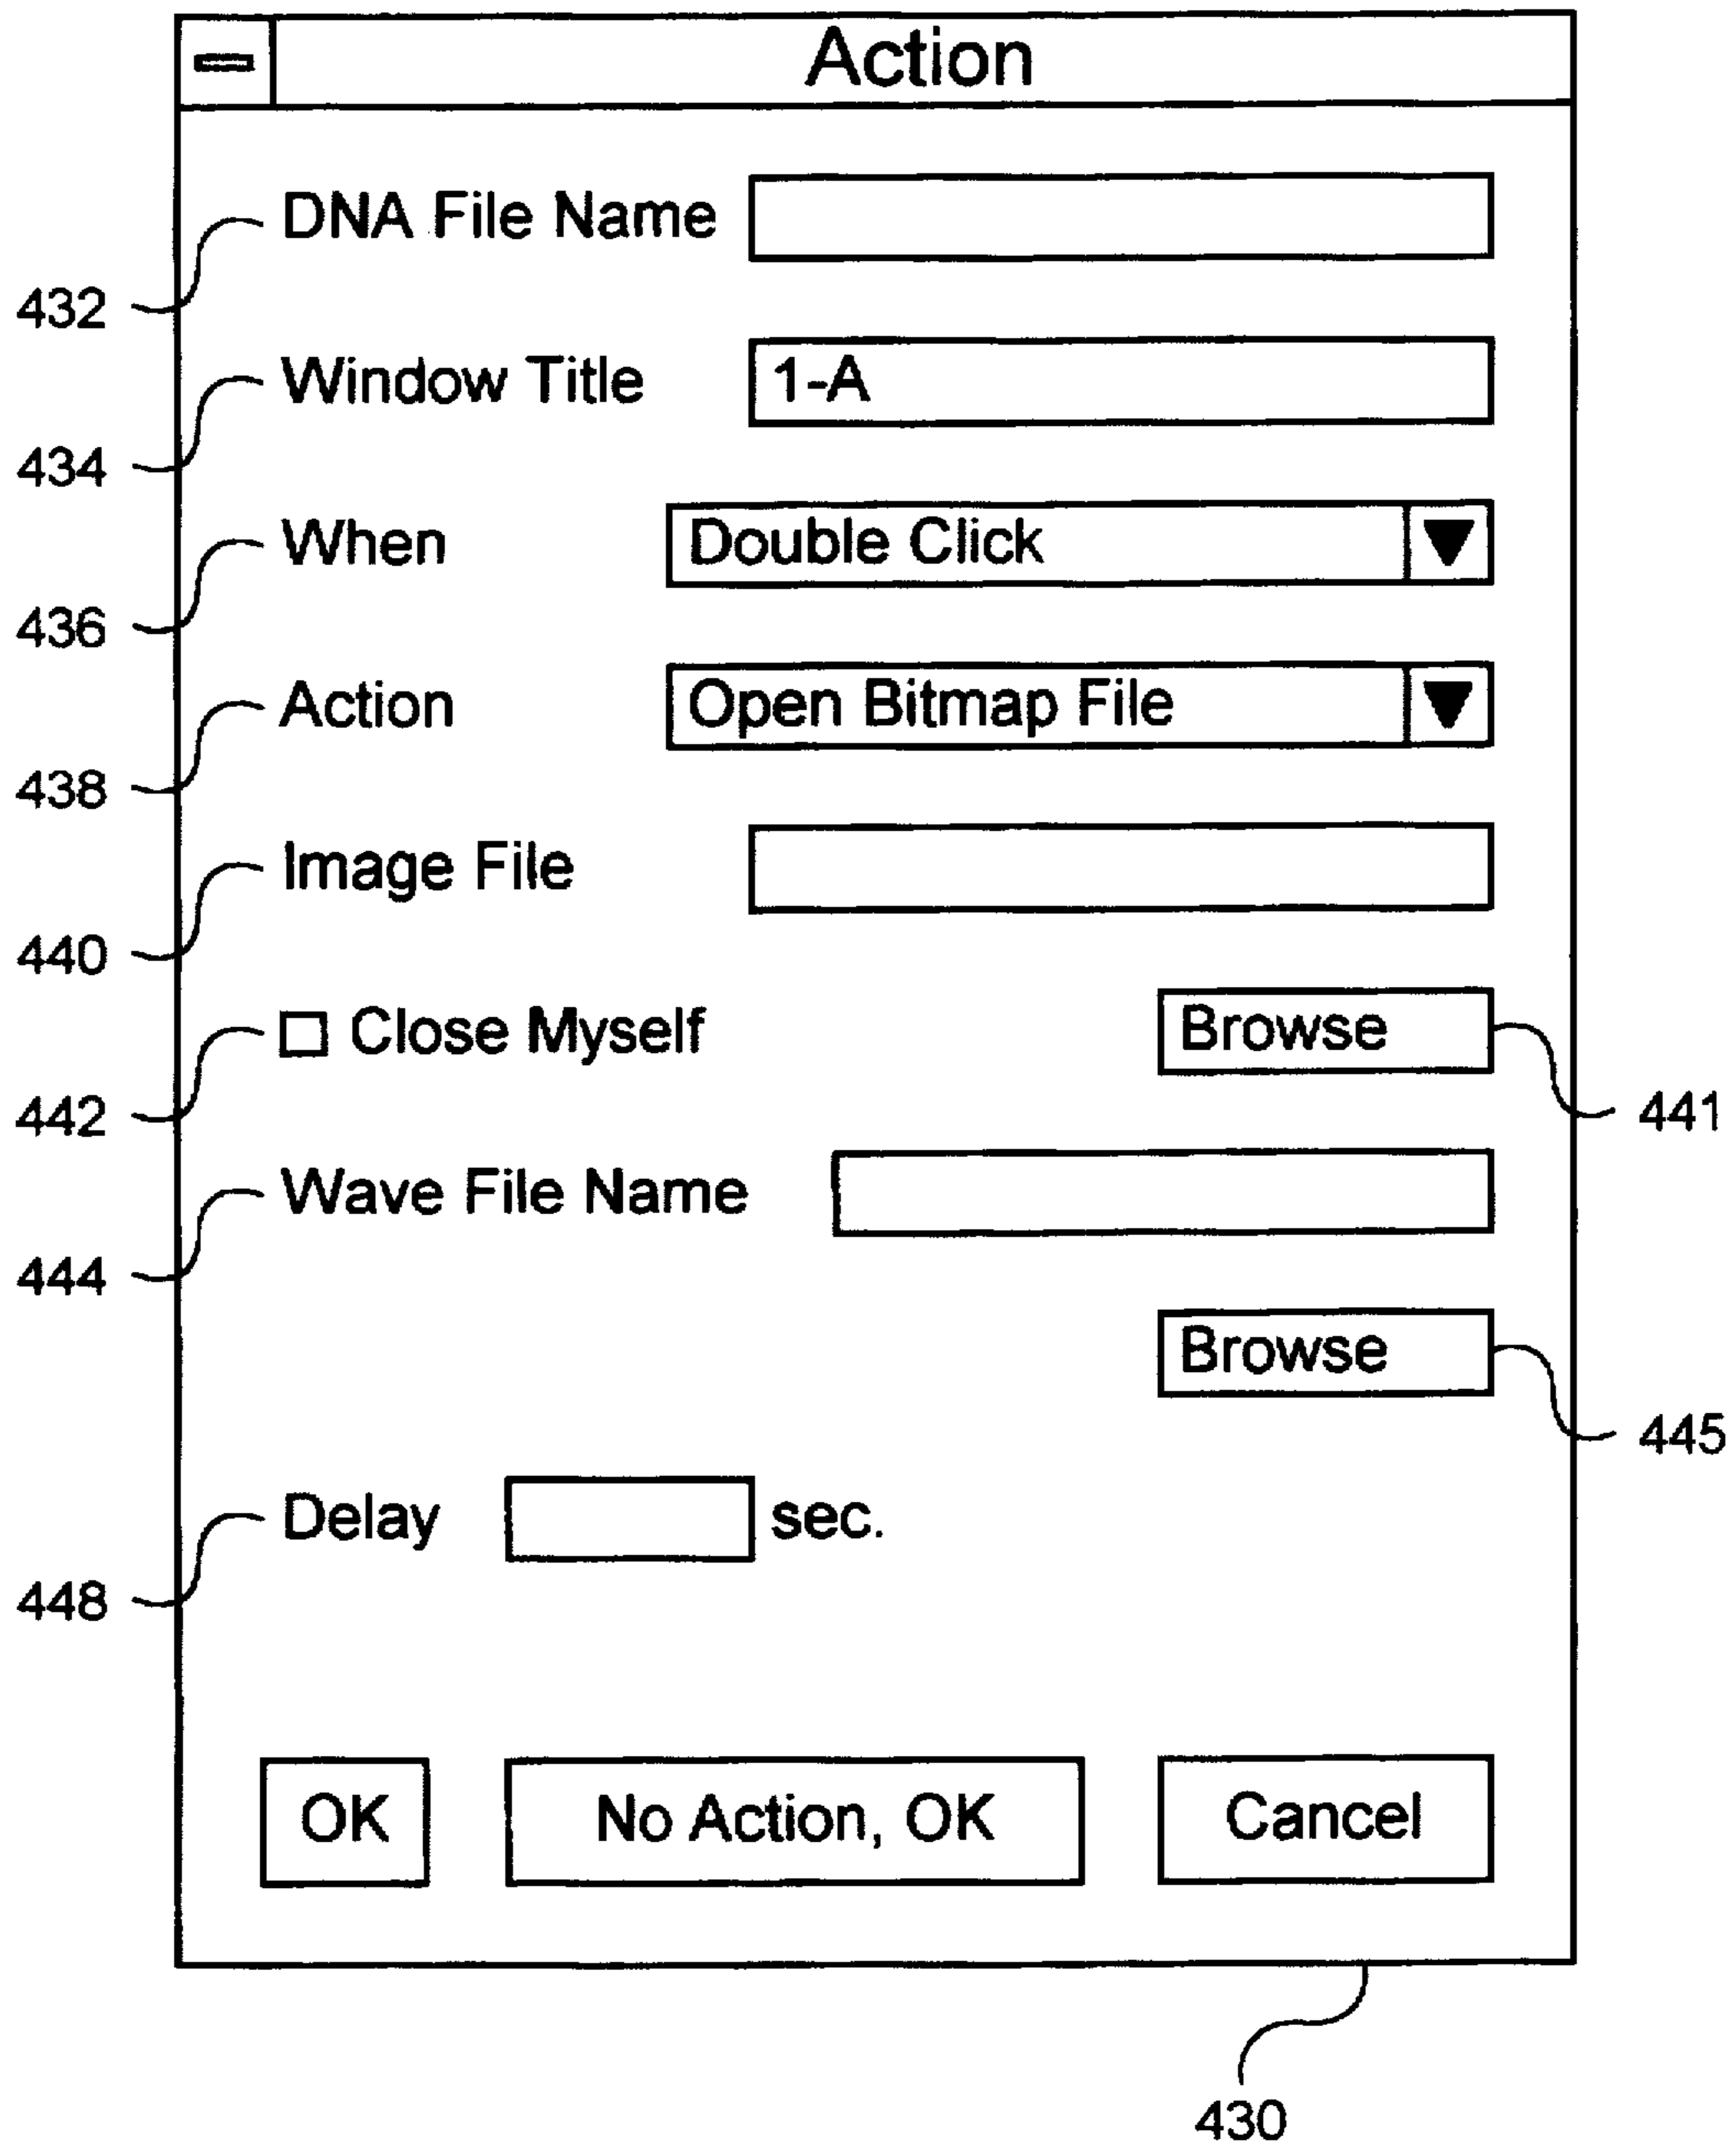 Action
DNA File Name
432
Window Title 1-A
434
When Double Click
436
Action Open Bitmap File
438
Image File
440
Close Myself Browse
442 441
Wave File Name
444
Browse
445
Delay sec.
448
OK No Action, OK Cancel
430